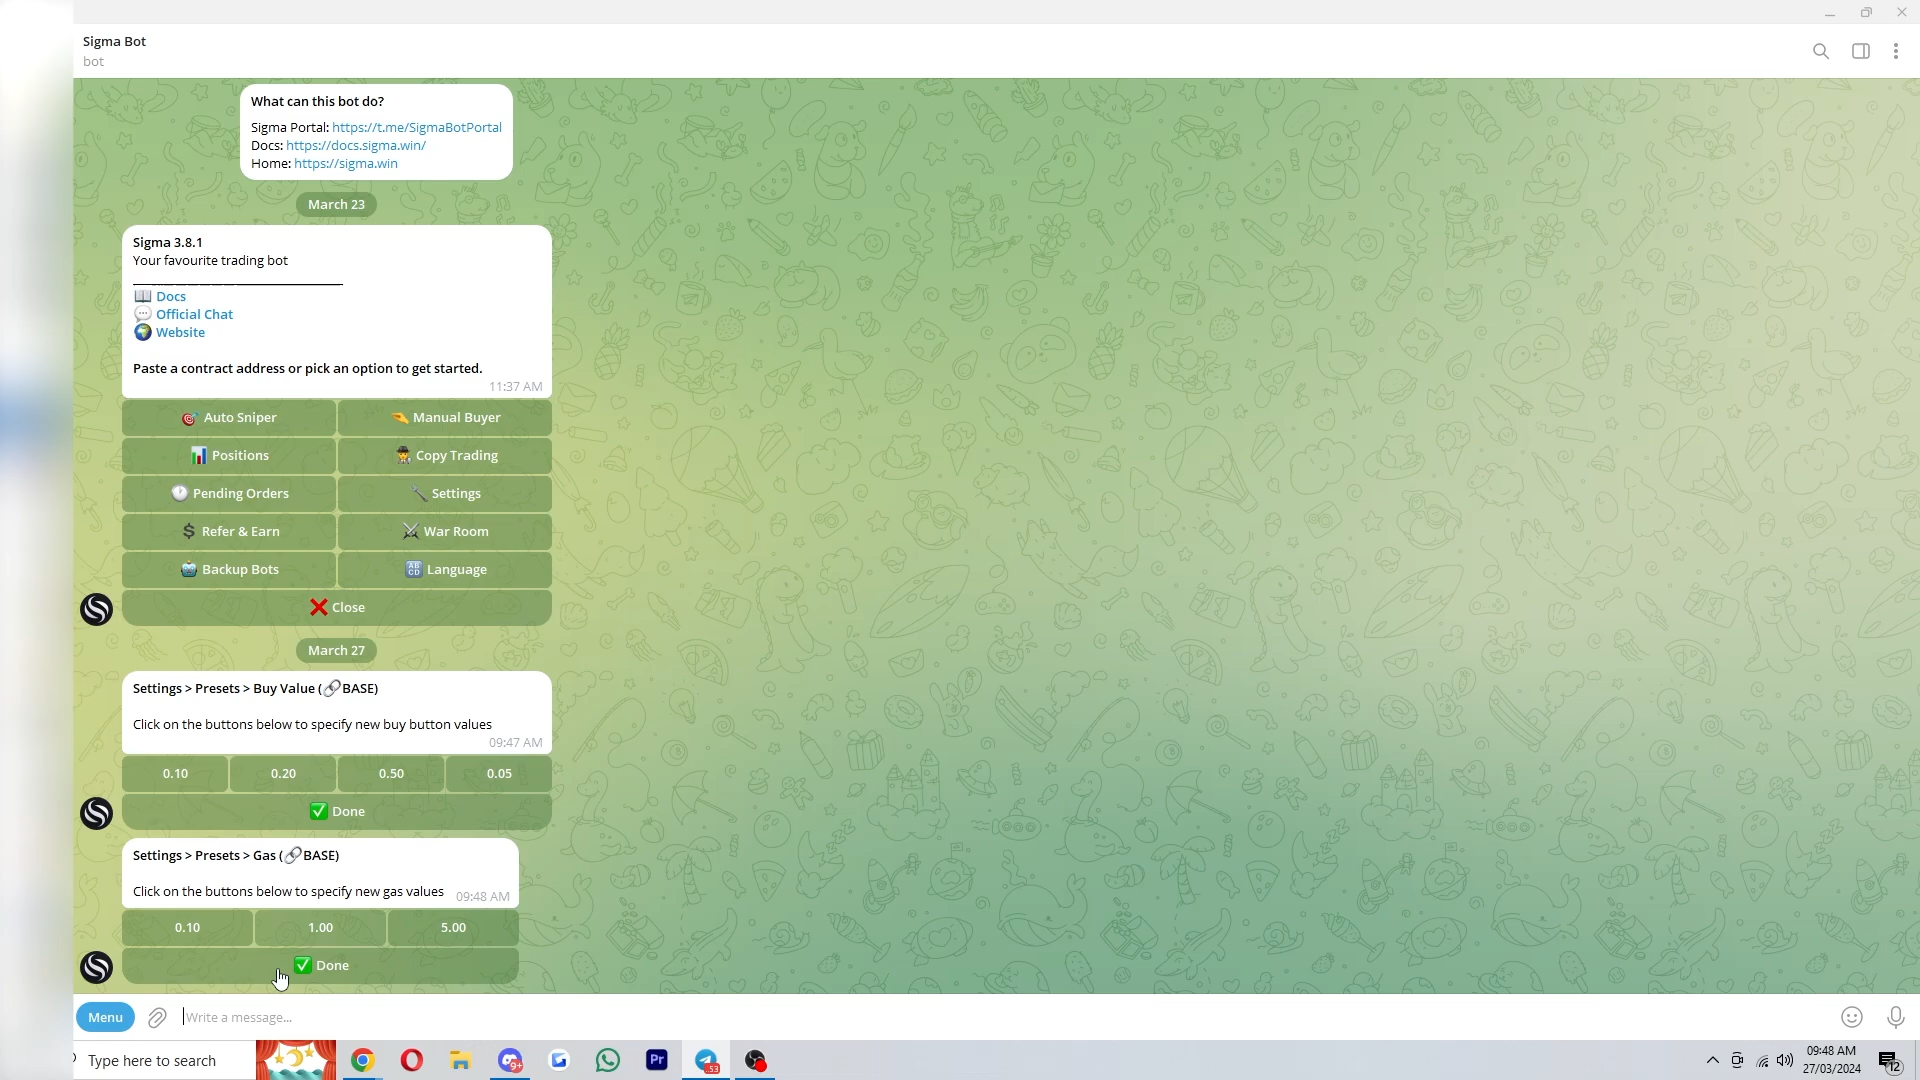 Sigma Bot
bot
What can this bot do?
Sigma Portal: https://t.me/SigmaBotPortal
Docs: https://docs.sigma.win/
Home: https://sigma.win
March 23
Sigma 3.8.1
Your favourite trading bot
Docs
Official Chat
Website
Paste a contract address or pick an option to get started.
11:37 AM
Auto Sniper
Manual Buyer
Positions
Copy Trading
Pending Orders
Settings
Refer & Earn
War Room
Backup Bots
Language
Close
March 27
Settings > Presets > Buy Value (🔗BASE)
Click on the buttons below to specify new buy button values
09:47 AM
0.10 0.20 0.50 0.05
Done
Settings > Presets > Gas (🔗BASE)
Click on the buttons below to specify new gas values 09:48 AM
0.10 1.00 5.00
Done
Menu
Write a message...
Type here to search
9+
Pr
..53
09:48 AM
27/03/2024
12